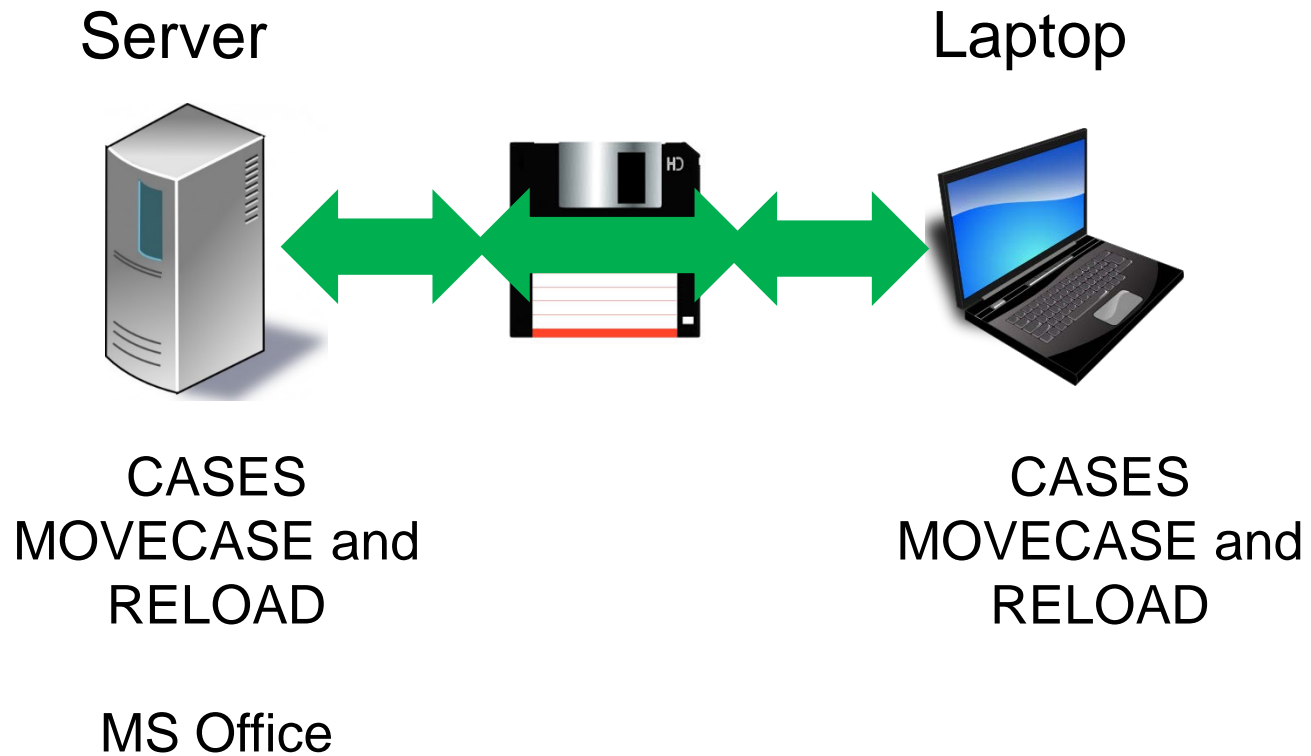 Server
Laptop
HD
CASES
MOVECASE and
RELOAD
CASES
MOVECASE and
RELOAD
MS Office